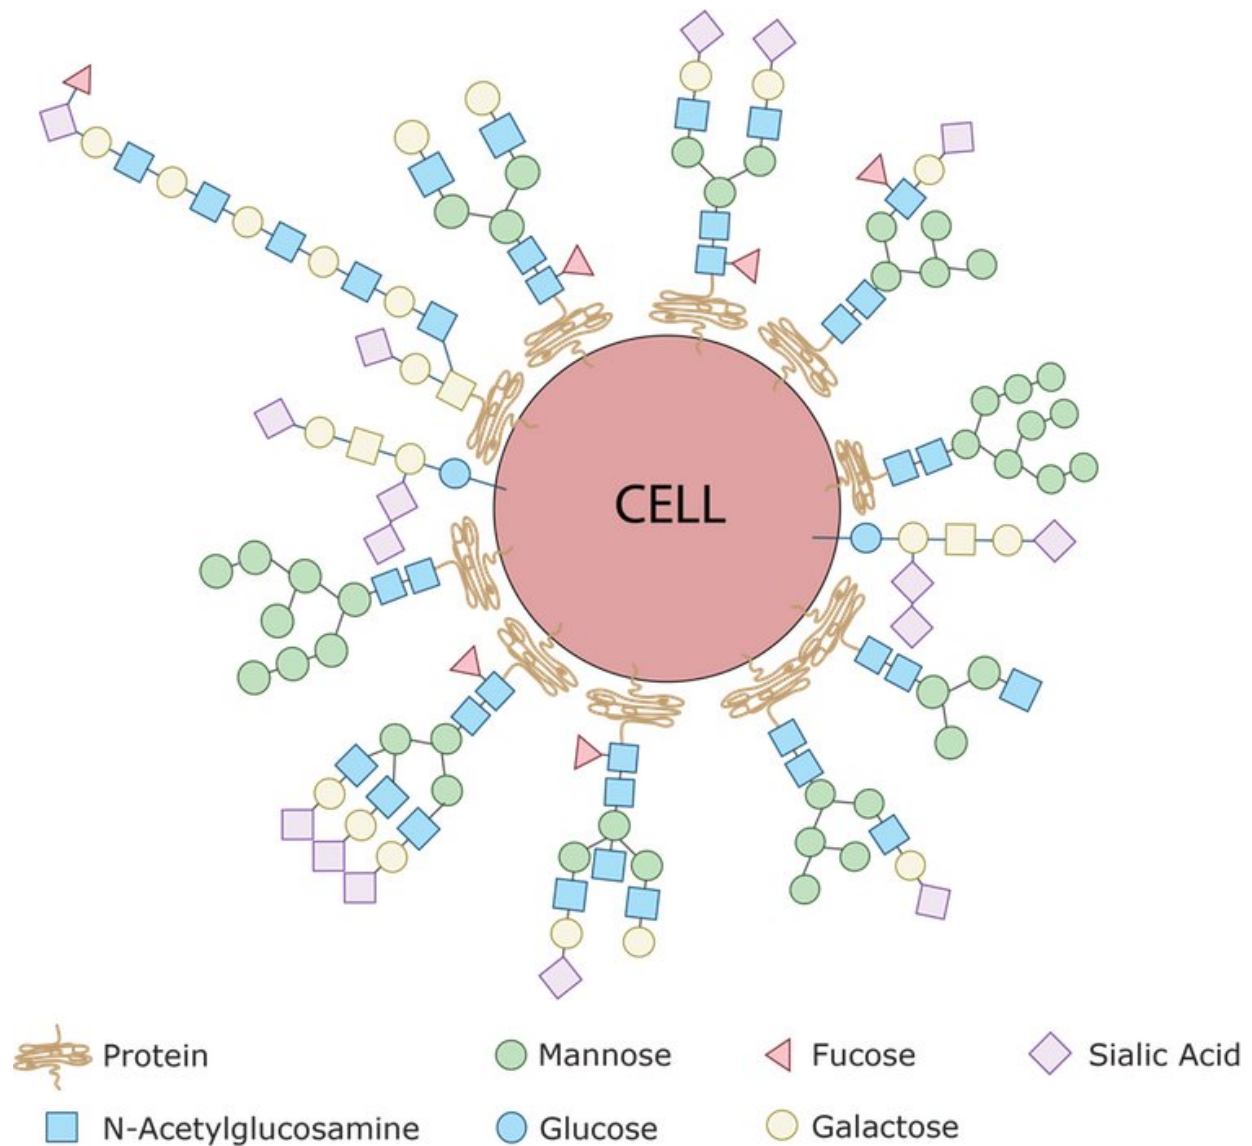 CELL
Protein
Mannose
Fucose
Sialic Acid
N-Acetylglucosamine
Glucose
Galactose